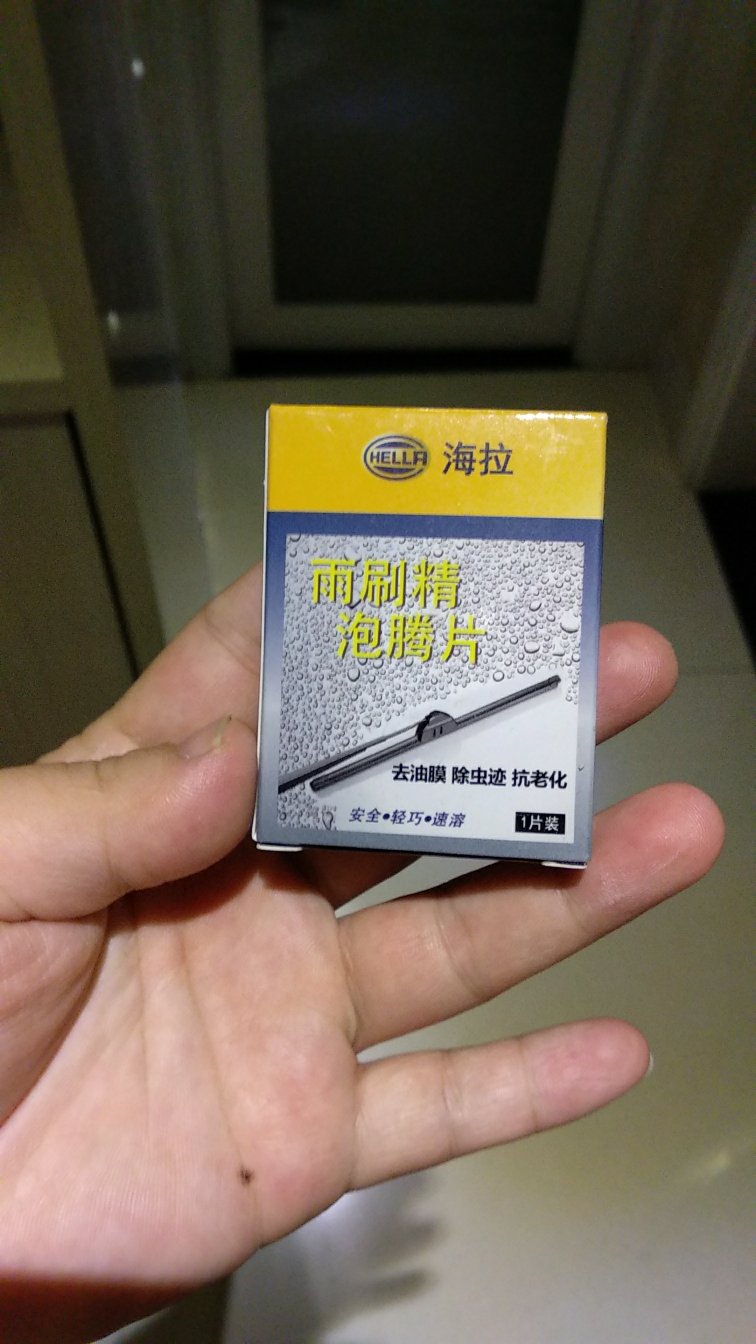 HELLA 海拉
雨刷精
泡腾片
去油膜 除虫迹 抗老化
安全•轻巧•速溶
1片装